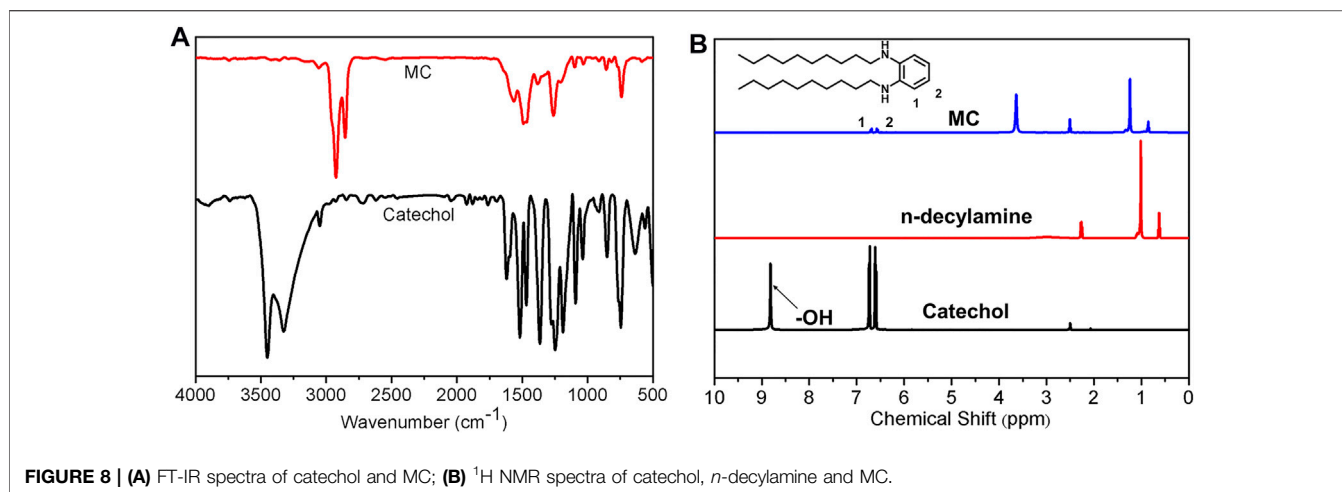 A
MC
Catechol
4000 3500 3000 2500 2000 1500 1000 500
Wavenumber (cm⁻¹)
B
H
N
N
H
1
2
1 2
MC
n-decylamine
-OH
Catechol
10 9 8 7 6 5 4 3 2 1 0
Chemical Shift (ppm)
FIGURE 8 | (A) FT-IR spectra of catechol and MC; (B) ¹H NMR spectra of catechol, n-decylamine and MC.